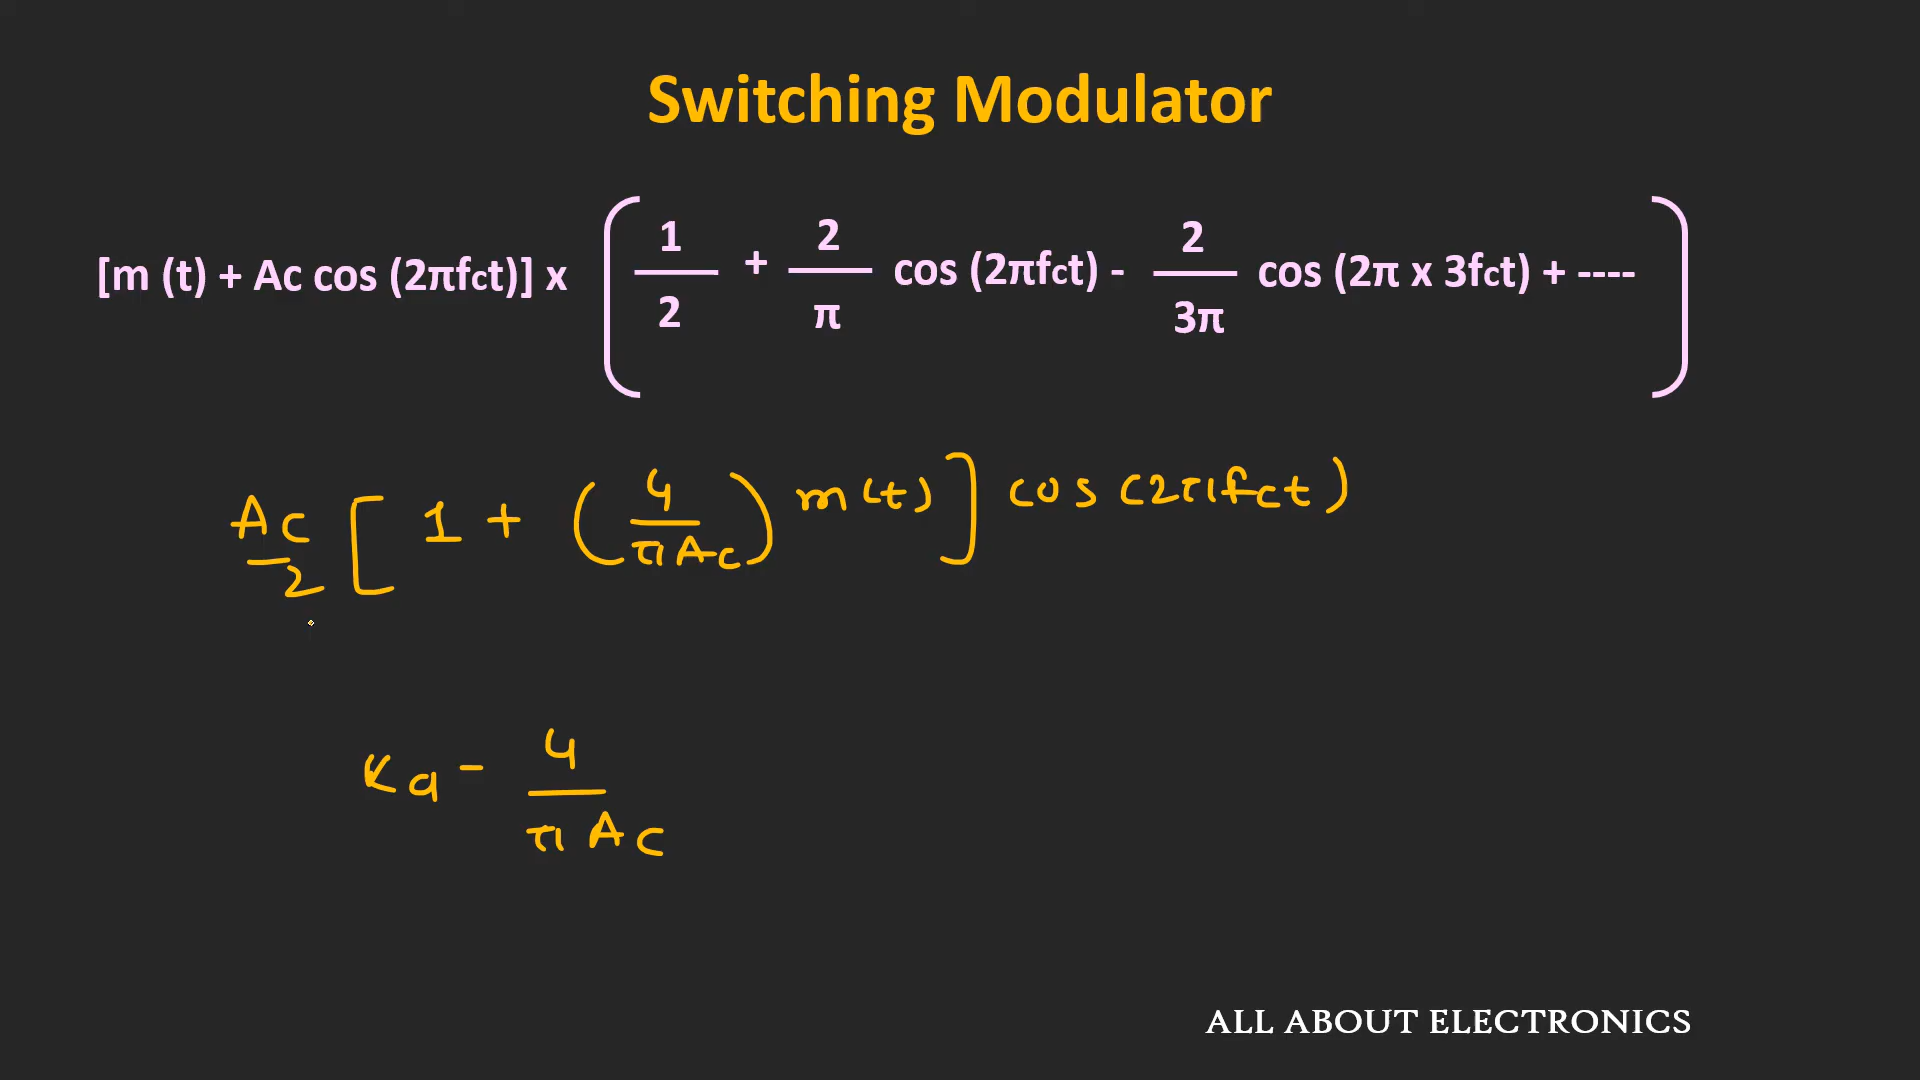 Switching Modulator
[m (t) + Ac cos (2πfct)] x ( 1/2 + 2/π cos (2πfct) - 2/3π cos (2π x 3fct) + ---- )
Ac/2 [ 1 + ( 4/πAc ) m(t) ] cos (2πfct)
Ka - 4/πAc
ALL ABOUT ELECTRONICS